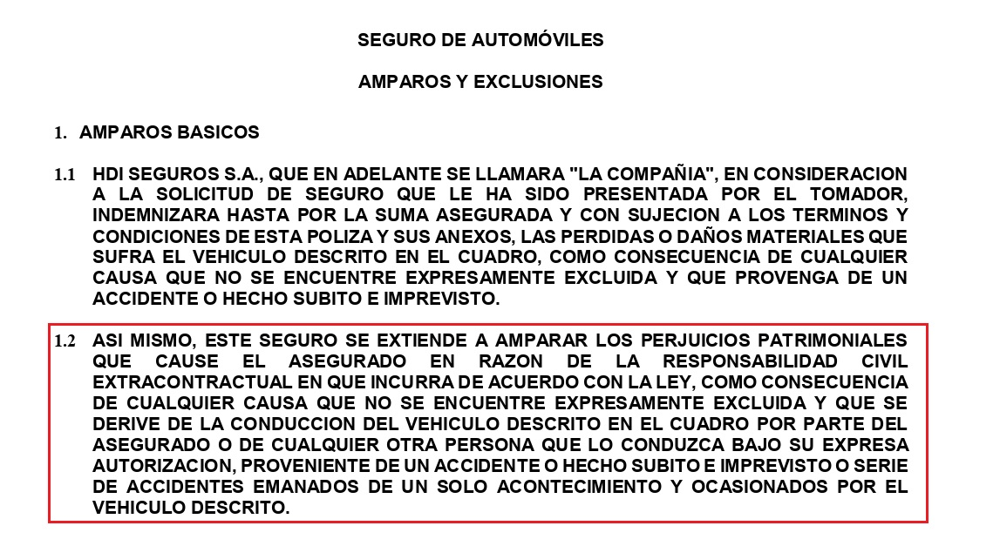 SEGURO DE AUTOMÓVILES
AMPAROS Y EXCLUSIONES
1. AMPAROS BASICOS
1.1 HDI SEGUROS S.A., QUE EN ADELANTE SE LLAMARA "LA COMPAÑIA", EN CONSIDERACION
A LA SOLICITUD DE SEGURO QUE LE HA SIDO PRESENTADA POR EL TOMADOR,
INDEMNIZARA HASTA POR LA SUMA ASEGURADA Y CON SUJECION A LOS TERMINOS Y
CONDICIONES DE ESTA POLIZA Y SUS ANEXOS, LAS PERDIDAS O DAÑOS MATERIALES QUE
SUFRA EL VEHICULO DESCRITO EN EL CUADRO, COMO CONSECUENCIA DE CUALQUIER
CAUSA QUE NO SE ENCUENTRE EXPRESAMENTE EXCLUIDA Y QUE PROVENGA DE UN
ACCIDENTE O HECHO SUBITO E IMPREVISTO.
1.2 ASI MISMO, ESTE SEGURO SE EXTIENDE A AMPARAR LOS PERJUICIOS PATRIMONIALES
QUE CAUSE EL ASEGURADO EN RAZON DE LA RESPONSABILIDAD CIVIL
EXTRACONTRACTUAL EN QUE INCURRA DE ACUERDO CON LA LEY, COMO CONSECUENCIA
DE CUALQUIER CAUSA QUE NO SE ENCUENTRE EXPRESAMENTE EXCLUIDA Y QUE SE
DERIVE DE LA CONDUCCION DEL VEHICULO DESCRITO EN EL CUADRO POR PARTE DEL
ASEGURADO O DE CUALQUIER OTRA PERSONA QUE LO CONDUZCA BAJO SU EXPRESA
AUTORIZACION, PROVENIENTE DE UN ACCIDENTE O HECHO SUBITO E IMPREVISTO O SERIE
DE ACCIDENTES EMANADOS DE UN SOLO ACONTECIMIENTO Y OCASIONADOS POR EL
VEHICULO DESCRITO.